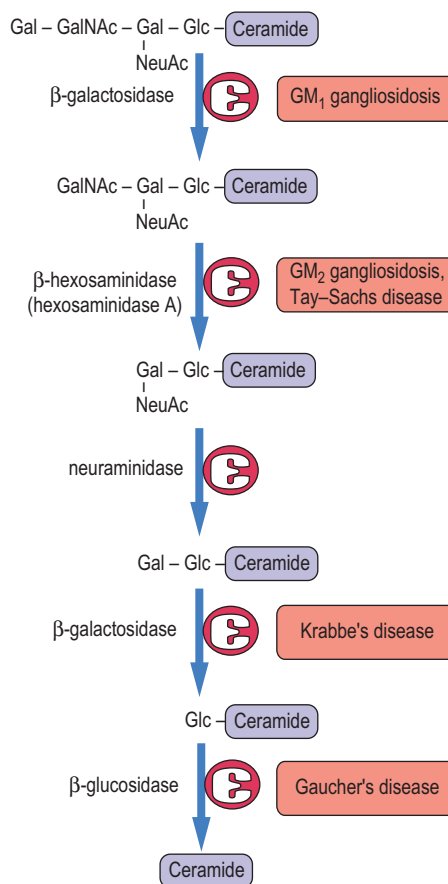 Gal – GalNAc – Gal – Glc – Ceramide
NeuAc
β-galactosidase
GM₁ gangliosidosis
GalNAc – Gal – Glc – Ceramide
NeuAc
β-hexosaminidase
(hexosaminidase A)
GM₂ gangliosidosis,
Tay–Sachs disease
Gal – Glc – Ceramide
NeuAc
neuraminidase
Gal – Glc – Ceramide
β-galactosidase
Krabbe's disease
Glc – Ceramide
β-glucosidase
Gaucher's disease
Ceramide